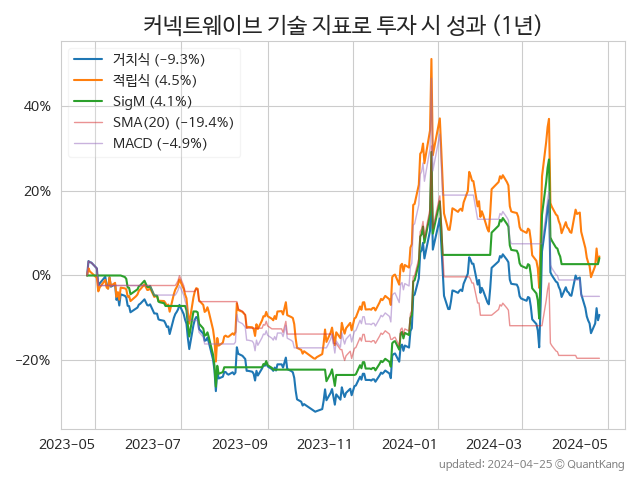 커넥트웨이브 기술 지표로 투자 시 성과 (1년)
거치식 (−9.3%)
적립식 (4.5%)
SigM (4.1%)
SMA(20) (−19.4%)
MACD (−4.9%)
40%
20%
0%
−20%
2023−05 2023−07 2023−09 2023−11 2024−01 2024−03 2024−05
updated: 2024−04−25 © QuantKang